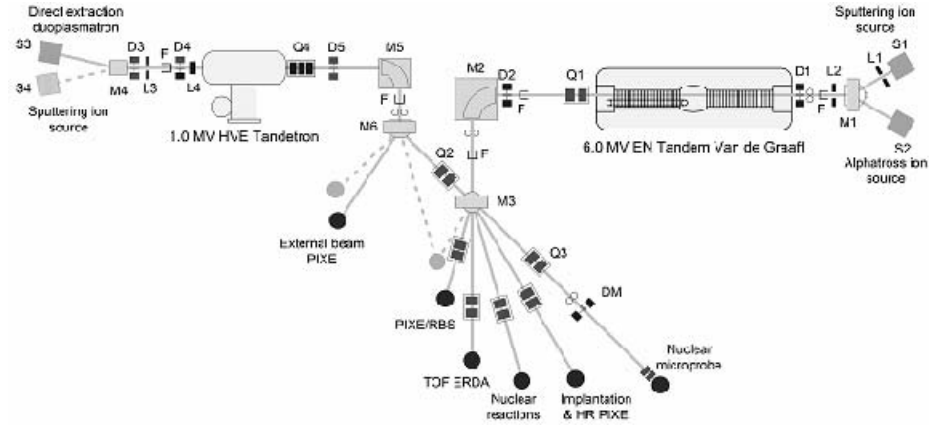 Direct extraction
duoplasmatron
S3
S4
Sputtering ion
source
M4
D3
L3
F
D4
L4
Q4
D5
M5
1.0 MV HVE Tandetron
F
M6
M2
D2
F
Q1
D1
L2
F
L1
M1
Sputtering ion
source
S1
S2
6.0 MV EN Tandem Van de Graaff
Alphatross ion
source
Q2
F
M3
External beam
PIXE
Q3
DM
PIXE/RBS
TOF ERDA
Nuclear
reactions
Implantation
& HR PIXE
Nuclear
microprobe